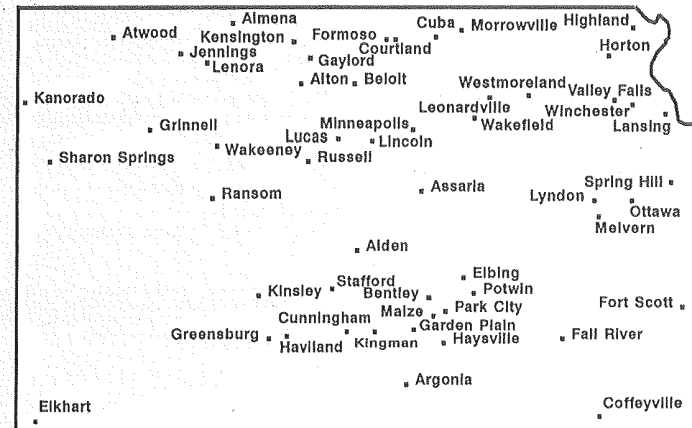 Almena
Cuba
Morrowville
Highland
Atwood
Kensington
Formoso
Courtland
Horton
Jennings
Lenora
Gaylord
Alton
Beloit
Westmoreland
Valley Falls
Kanorado
Leonardville
Winchester
Grinnell
Minneapolis
Wakefield
Lansing
Lucas
Lincoln
Wakeeney
Russell
Sharon Springs
Ransom
Assaria
Spring Hill
Lyndon
Ottawa
Melvern
Alden
Elbing
Stafford
Potwin
Kinsley
Bentley
Fort Scott
Maize
Park City
Cunningham
Garden Plain
Greensburg
Haviland
Kingman
Haysville
Fall River
Argonia
Elkhart
Coffeyville